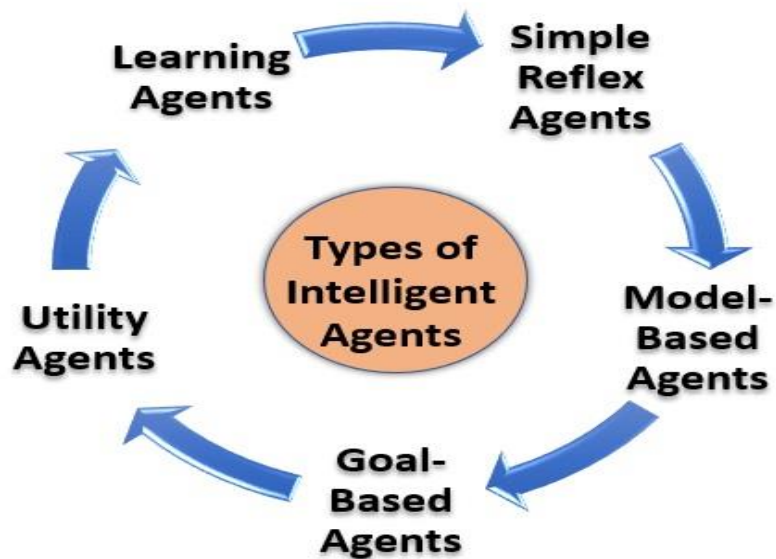 Types of
Intelligent
Agents
Simple
Reflex
Agents
Model-
Based
Agents
Goal-
Based
Agents
Utility
Agents
Learning
Agents